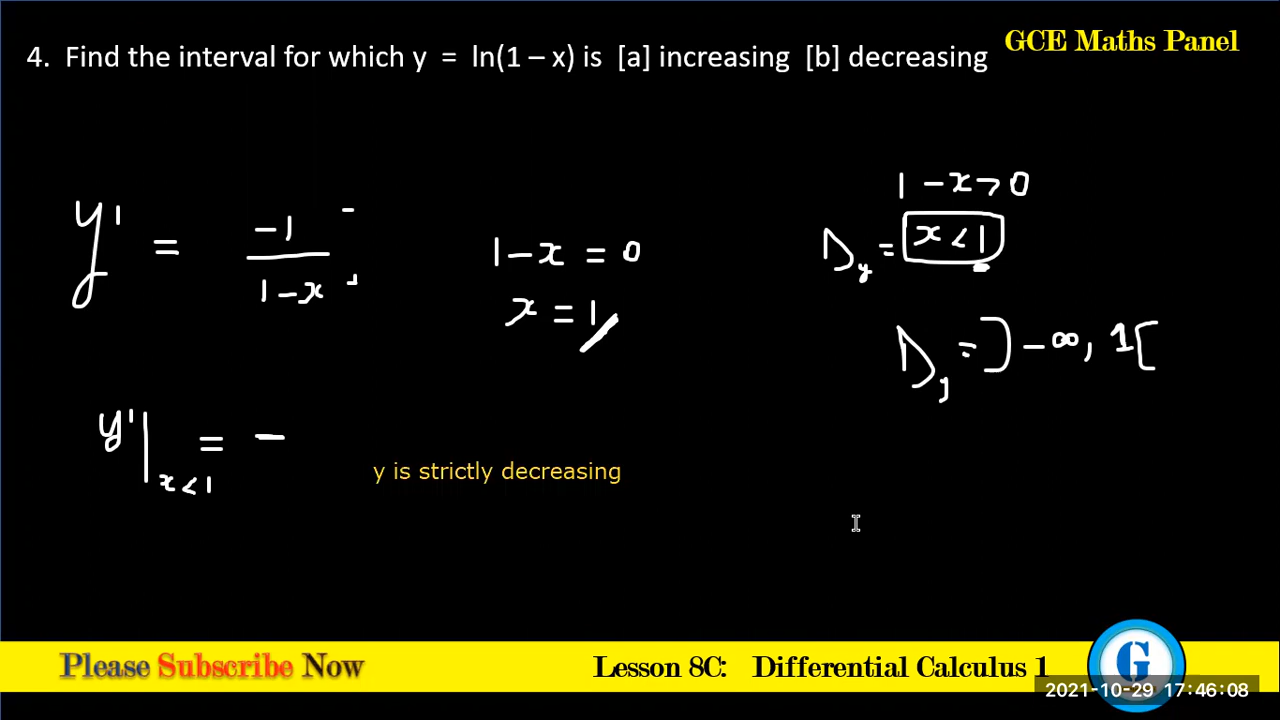 GCE Maths Panel
4. Find the interval for which y = ln(1 – x) is [a] increasing [b] decreasing
y' = -1 / 1-x
-
+
1-x = 0
x = 1
1-x > 0
D_y = x < 1
D_y = ]-∞, 1[
y'|x<1 = -
y is strictly decreasing
Please Subscribe Now
Lesson 8C: Differential Calculus 1
G
2021-10-29 17:46:08